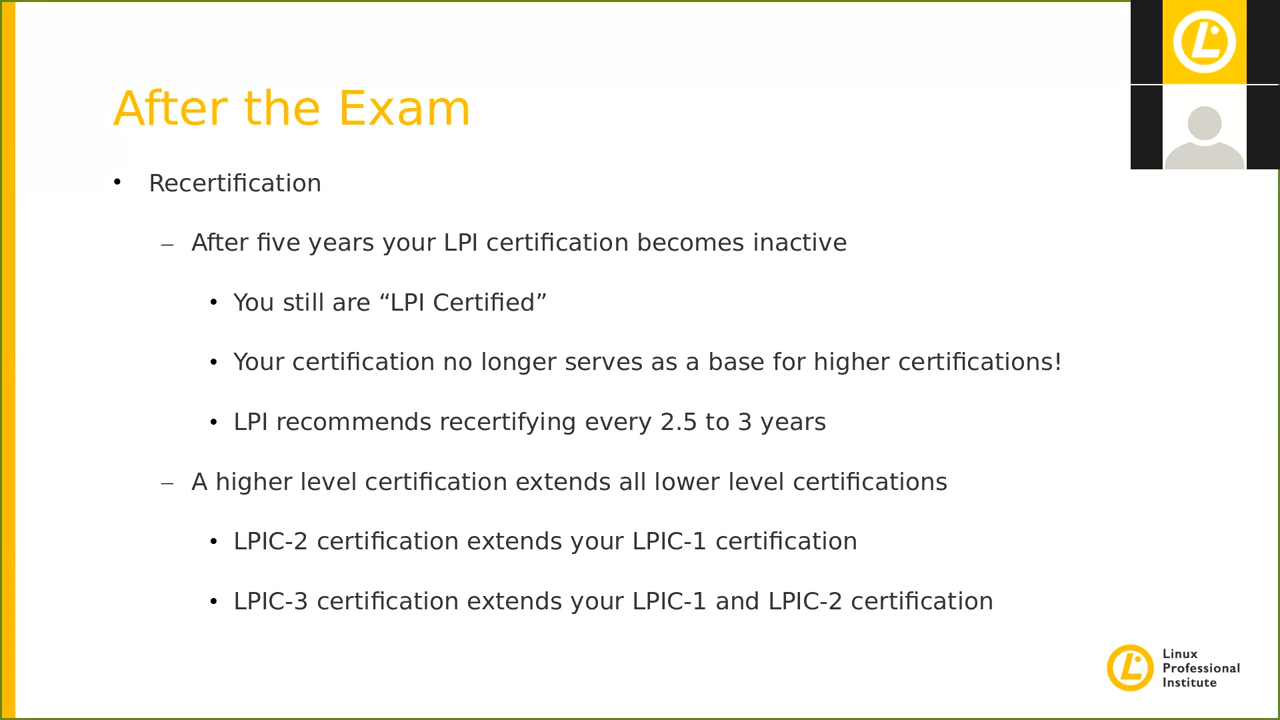 After the Exam
• Recertification
– After five years your LPI certification becomes inactive
• You still are “LPI Certified”
• Your certification no longer serves as a base for higher certifications!
• LPI recommends recertifying every 2.5 to 3 years
– A higher level certification extends all lower level certifications
• LPIC-2 certification extends your LPIC-1 certification
• LPIC-3 certification extends your LPIC-1 and LPIC-2 certification
Linux
Professional
Institute